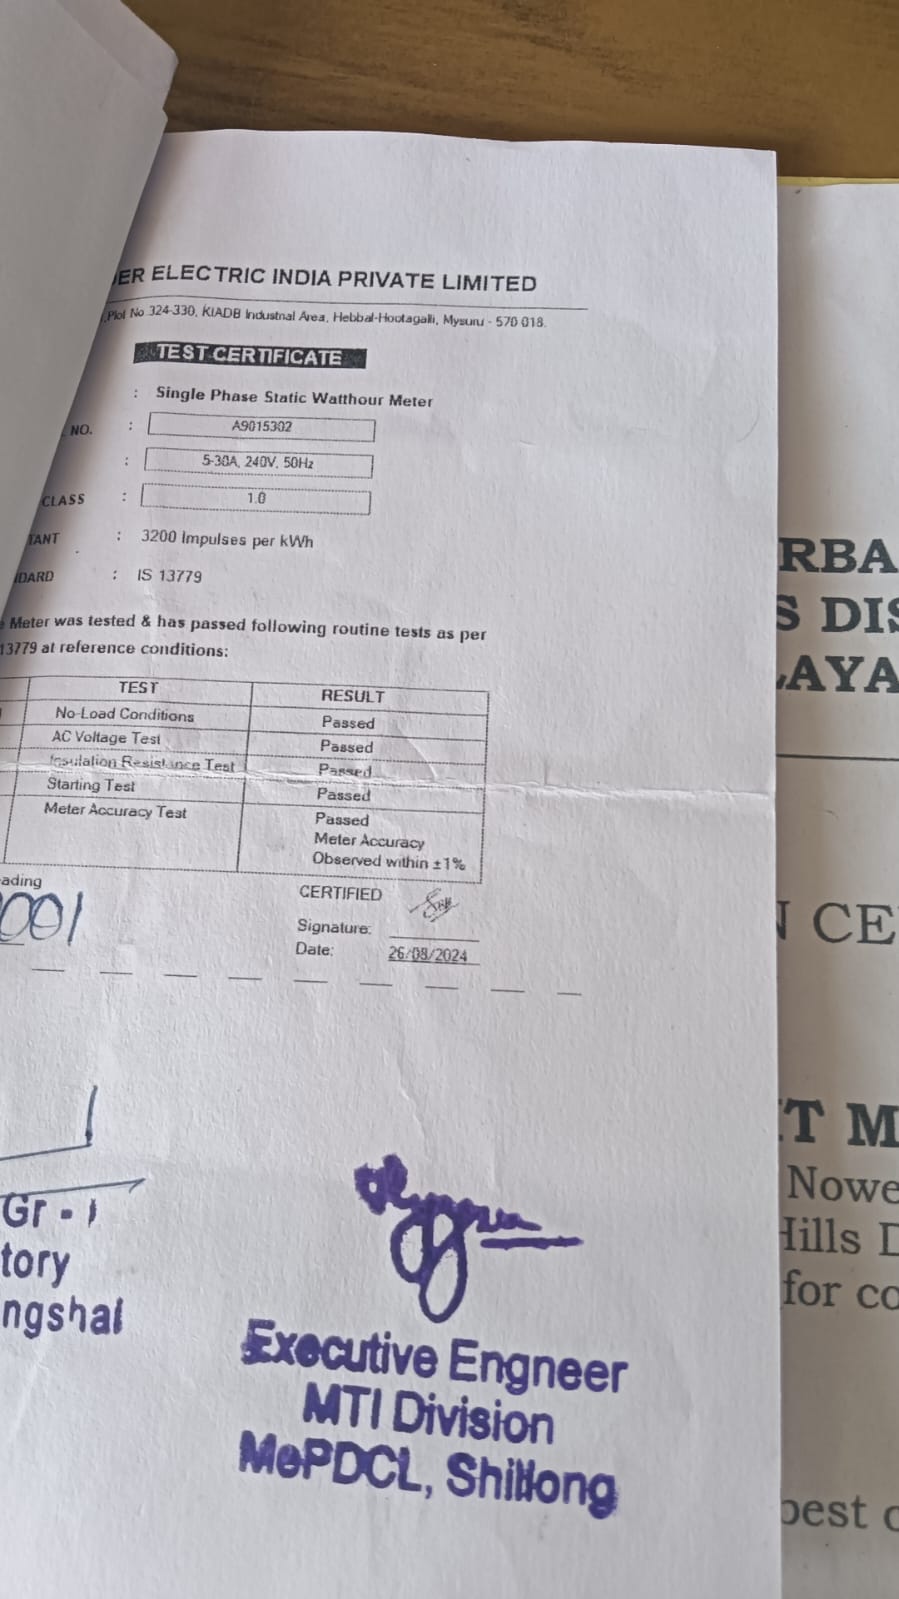 ER ELECTRIC INDIA PRIVATE LIMITED
Plot No 324-330, KIADB Industrial Area, Hebbal-Hootagalli, Mysuru - 570 018.
TEST CERTIFICATE
: Single Phase Static Watthour Meter
NO. : A9015302
: 5-30A, 240V, 50Hz
CLASS : 1.0
TANT : 3200 Impulses per kWh
DARD : IS 13779
Meter was tested & has passed following routine tests as per
13779 at reference conditions:
TEST RESULT
No-Load Conditions Passed
AC Voltage Test Passed
Insulation Resistance Test Passed
Starting Test Passed
Meter Accuracy Test Passed
Meter Accuracy
Observed within ±1%
ading
001
CERTIFIED
Signature:
Date: 26/08/2024
Gr - 1
tory
ngshai
Executive Engneer
MTI Division
MePDCL, Shillong
RBA
S DIS
LAYA
N CE
T M
Nowe
Hills D
for co
best o